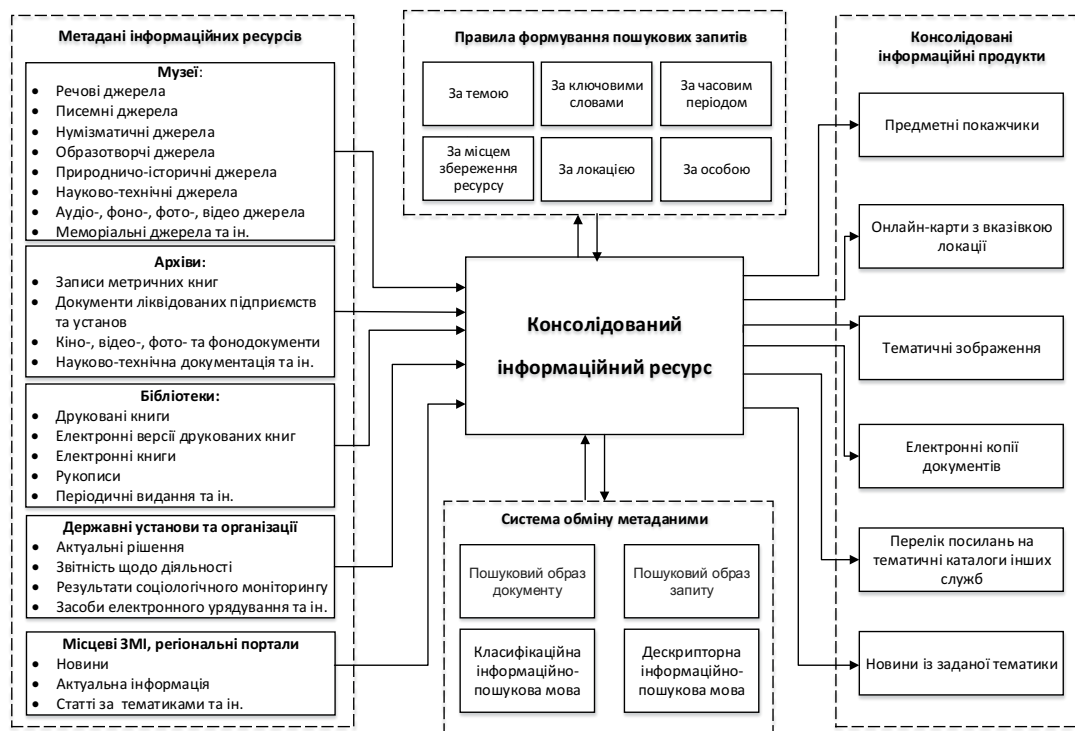 Метадані інформаційних ресурсів
Музеї:
• Речові джерела
• Писемні джерела
• Нумізматичні джерела
• Образотворчі джерела
• Природничо-історичні джерела
• Науково-технічні джерела
• Аудіо-, фоно-, фото-, відео джерела
• Меморіальні джерела та ін.
Архіви:
• Записи метричних книг
• Документи ліквідованих підприємств
та установ
• Кіно-, відео-, фото- та фонодокументи
• Науково-технічна документація та ін.
Бібліотеки:
• Друковані книги
• Електронні версії друкованих книг
• Електронні книги
• Рукописи
• Періодичні видання та ін.
Державні установи та організації
• Актуальні рішення
• Звітність щодо діяльності
• Результати соціологічного моніторингу
• Засоби електронного урядування та ін.
Місцеві ЗМІ, регіональні портали
• Новини
• Актуальна інформація
• Статті за тематиками та ін.
Правила формування пошукових запитів
За темою
За ключовими
словами
За часовим
періодом
За місцем
збереження
ресурсу
За локацією
За особою
Консолідований
інформаційний ресурс
Система обміну метаданими
Пошуковий образ
документу
Пошуковий образ
запиту
Класифікаційна
інформаційно-
пошукова мова
Дескрипторна
інформаційно-
пошукова мова
Консолідовані
інформаційні продукти
Предметні покажчики
Онлайн-карти з вказівкою
локації
Тематичні зображення
Електронні копії
документів
Перелік посилань на
тематичні каталоги інших
служб
Новини із заданої тематики